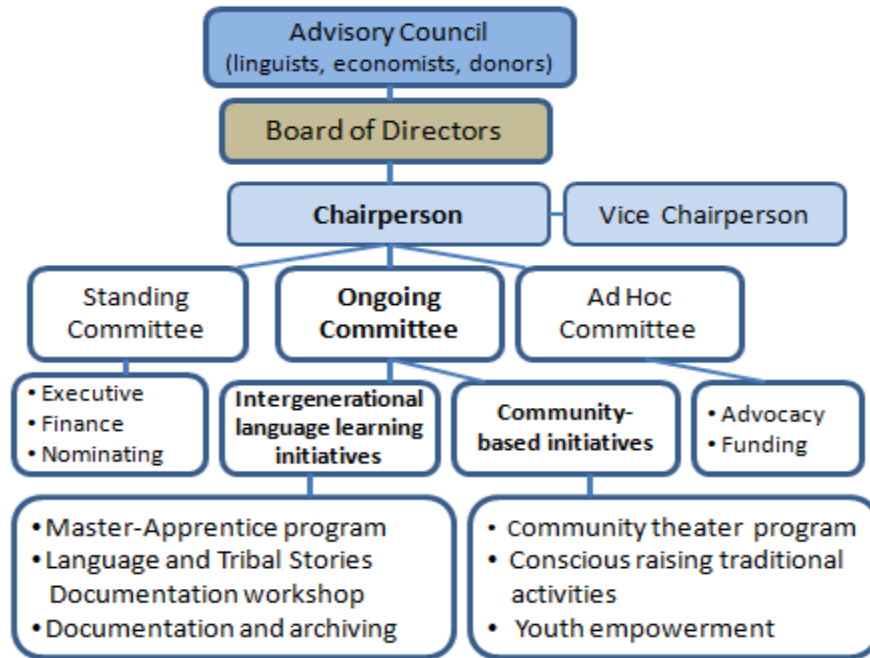 Advisory Council
(linguists, economists, donors)
Board of Directors
Chairperson
Vice Chairperson
Standing
Committee
Ongoing
Committee
Ad Hoc
Committee
• Executive
• Finance
• Nominating
Intergenerational
language learning
initiatives
Community-
based initiatives
• Advocacy
• Funding
• Master-Apprentice program
• Language and Tribal Stories
Documentation workshop
• Documentation and archiving
• Community theater program
• Conscious raising traditional
activities
• Youth empowerment